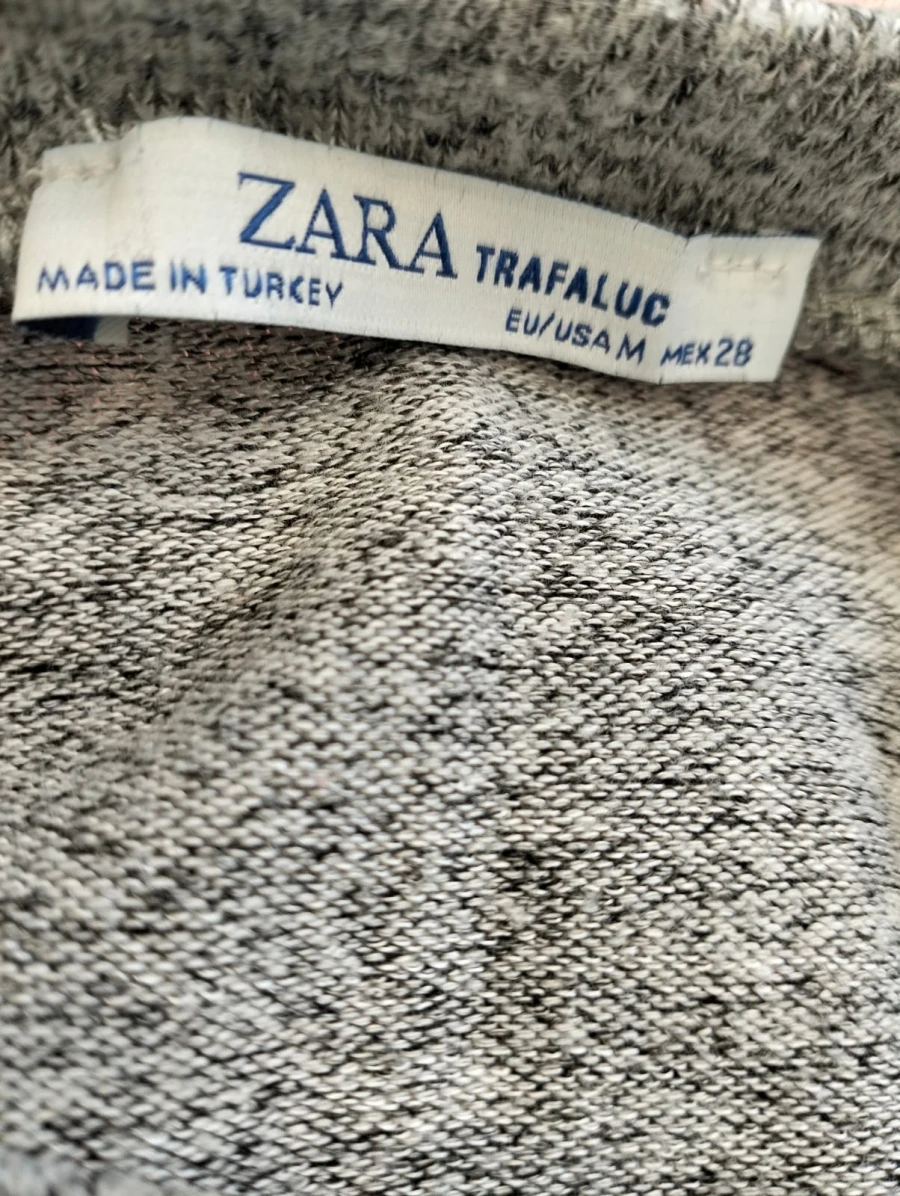 ZARA TRAFALUC
MADE IN TURKEY
EU/USA M MEX 28